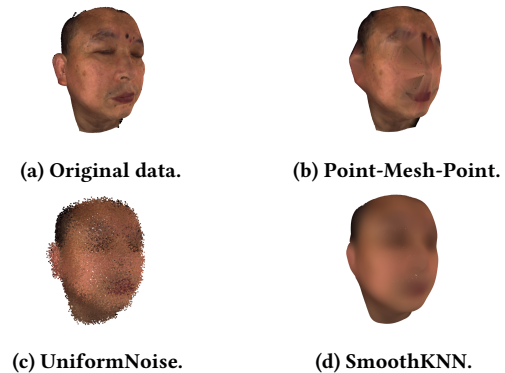 (a) Original data.
(b) Point-Mesh-Point.
(c) UniformNoise.
(d) SmoothKNN.